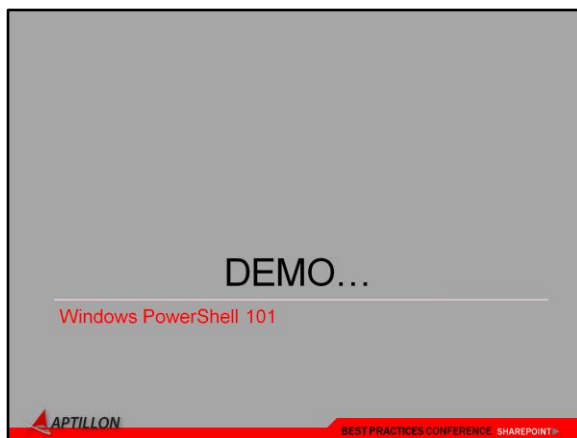 DEMO...
Windows PowerShell 101
APTILLON
BEST PRACTICES CONFERENCE SHAREPOINT